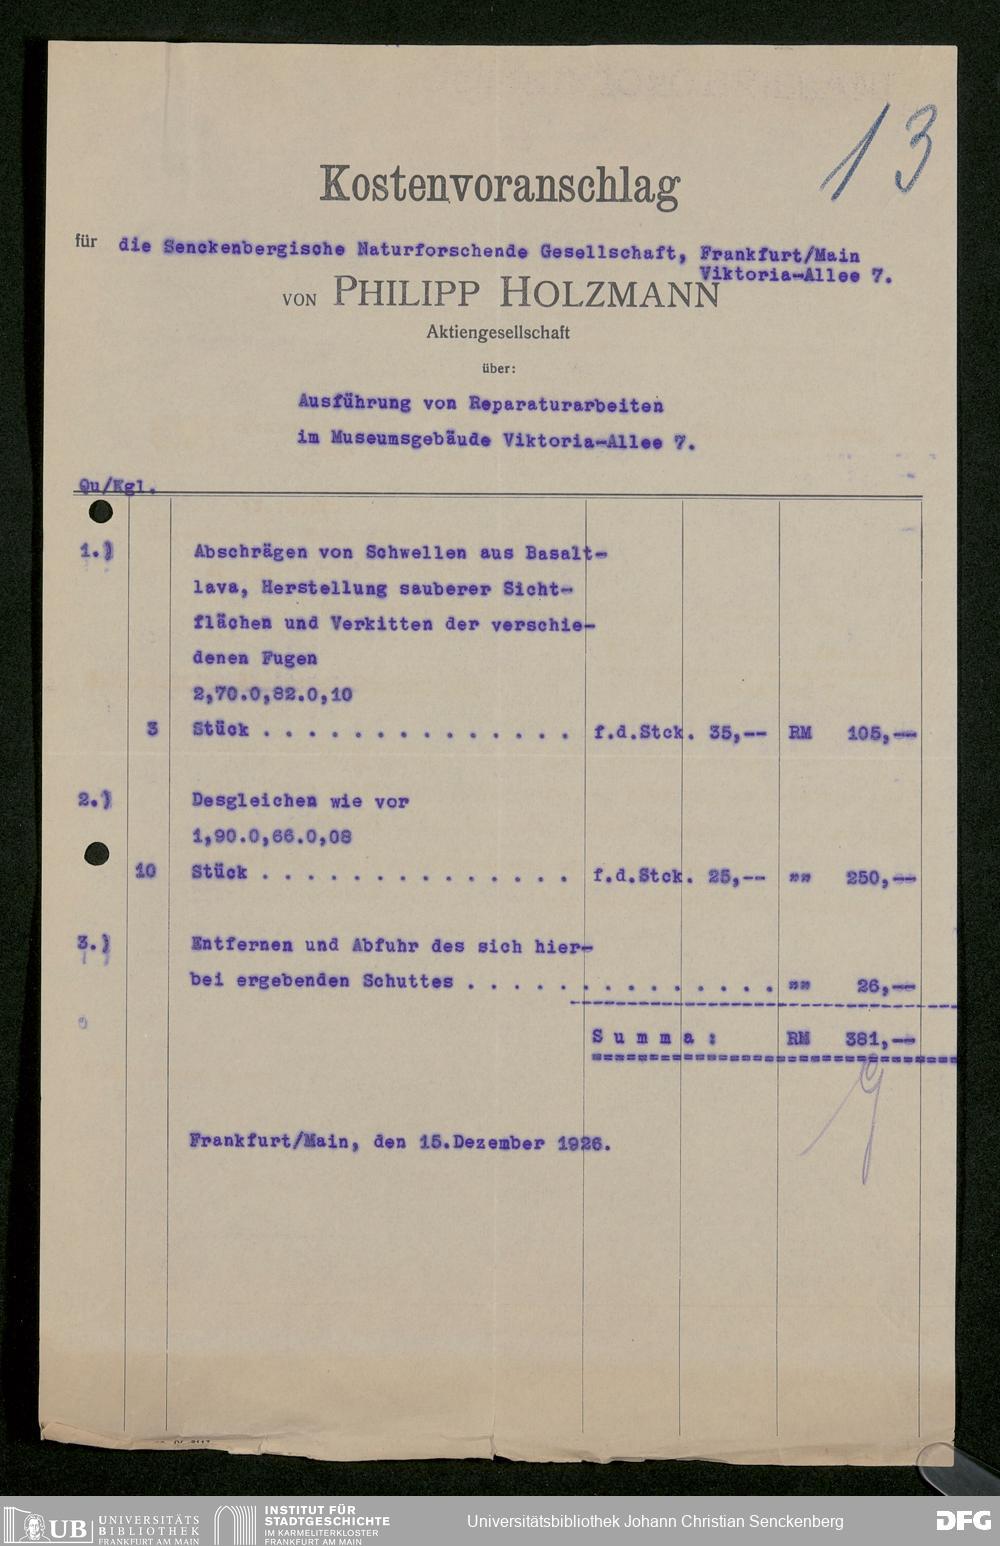 13
Kostenvoranschlag
für die Senckenbergische Naturforschende Gesellschaft, Frankfurt/Main
Viktoria-Allee 7.
VON PHILIPP HOLZMANN
Aktiengesellschaft
über:
Ausführung von Reparaturarbeiten
im Museumsgebäude Viktoria-Allee 7.
Qu/Kgl.
1.) Abschrägen von Schwellen aus Basalt-
lava, Herstellung sauberer Sicht-
flächen und Verkitten der verschie-
denen Fugen
2,70.0,82.0,10
3 Stück . . . . . . . . . . . . . . f.d.Stck. 35,-- RM 105,--
2.) Desgleichen wie vor
1,90.0,66.0,08
10 Stück . . . . . . . . . . . . . . f.d.Stck. 25,-- "" 250,--
3.) Entfernen und Abfuhr des sich hier-
bei ergebenden Schuttes . . . . . . . . . . . . . . "" 26,--
S u m m a : RM 381,--
Frankfurt/Main, den 15.Dezember 1926.
UB UNIVERSITÄTS
BIBLIOTHEK
FRANKFURT AM MAIN
INSTITUT FÜR
STADTGESCHICHTE
IM KARMELITERKLOSTER
FRANKFURT AM MAIN
Universitätsbibliothek Johann Christian Senckenberg
DFG